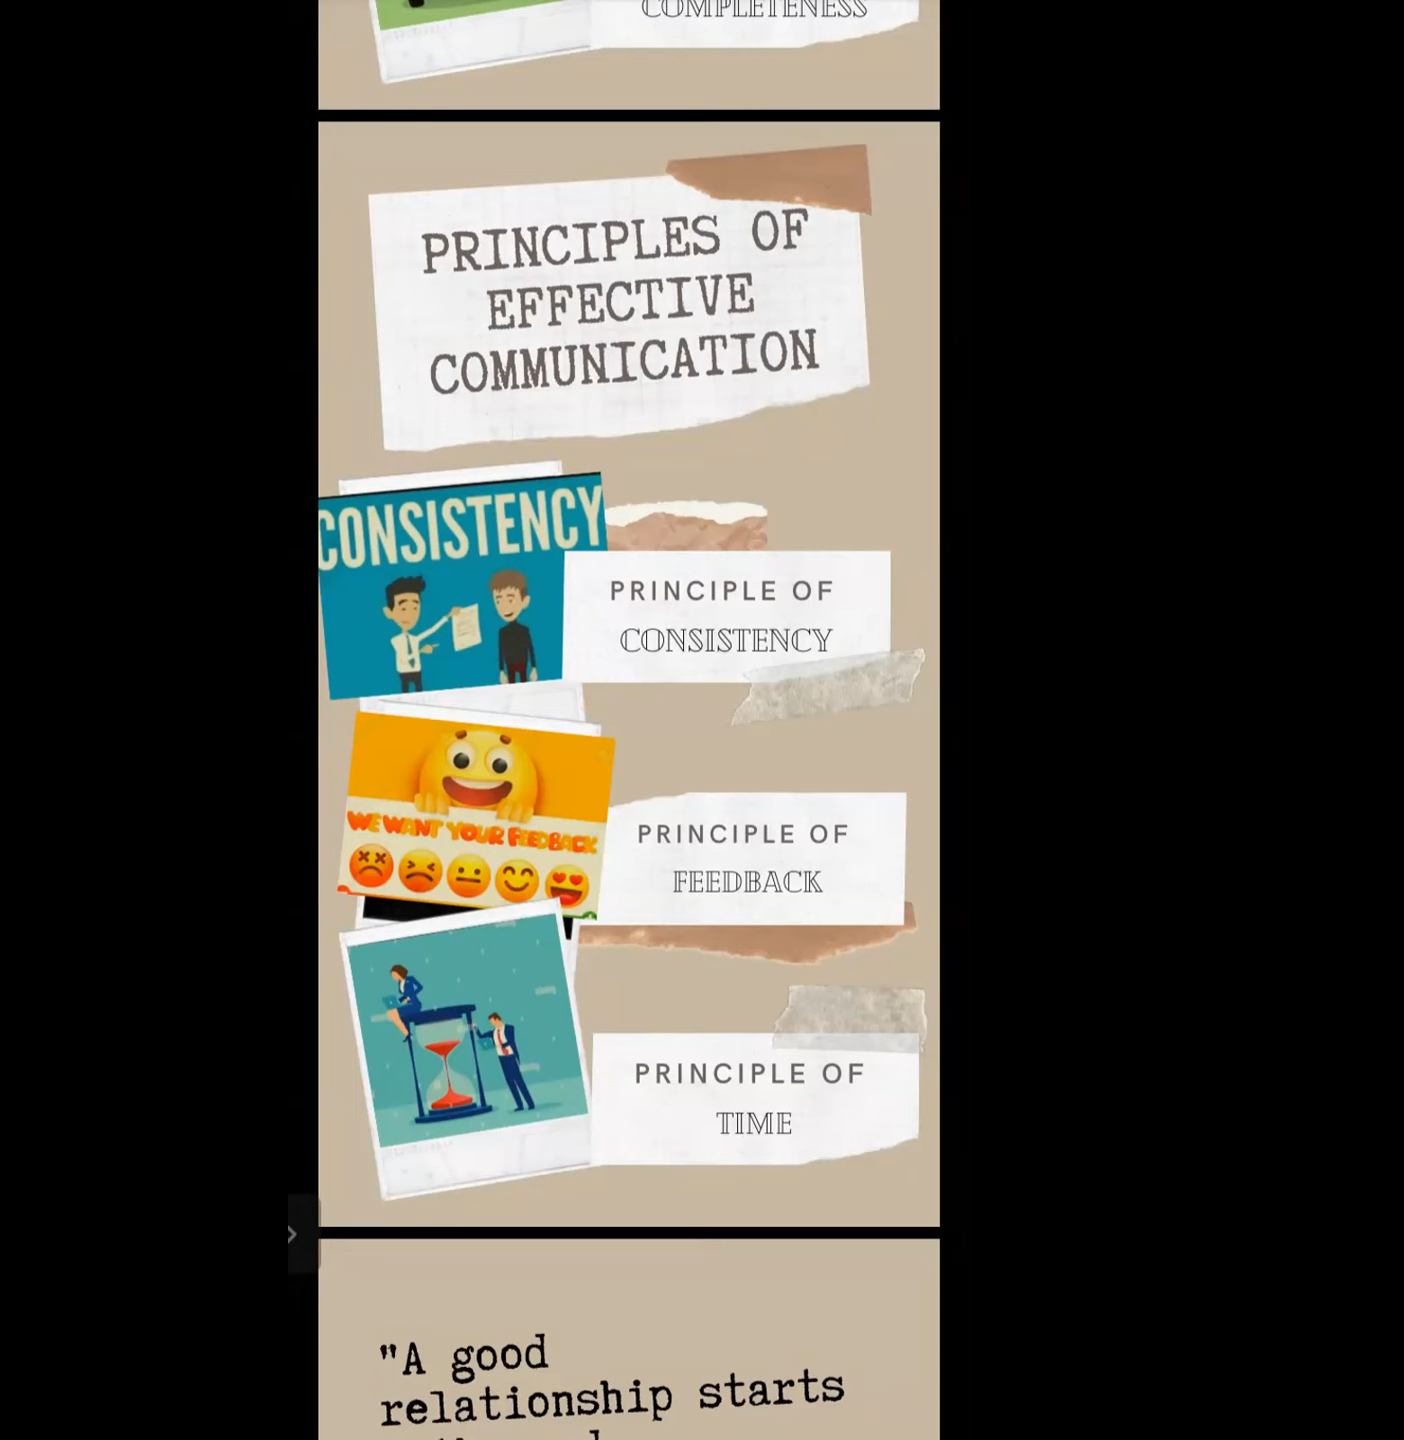 COMPLETENESS
PRINCIPLES OF
EFFECTIVE
COMMUNICATION
CONSISTENCY
PRINCIPLE OF
CONSISTENCY
WE WANT YOUR FEEDBACK
PRINCIPLE OF
FEEDBACK
PRINCIPLE OF
TIME
"A good
relationship starts